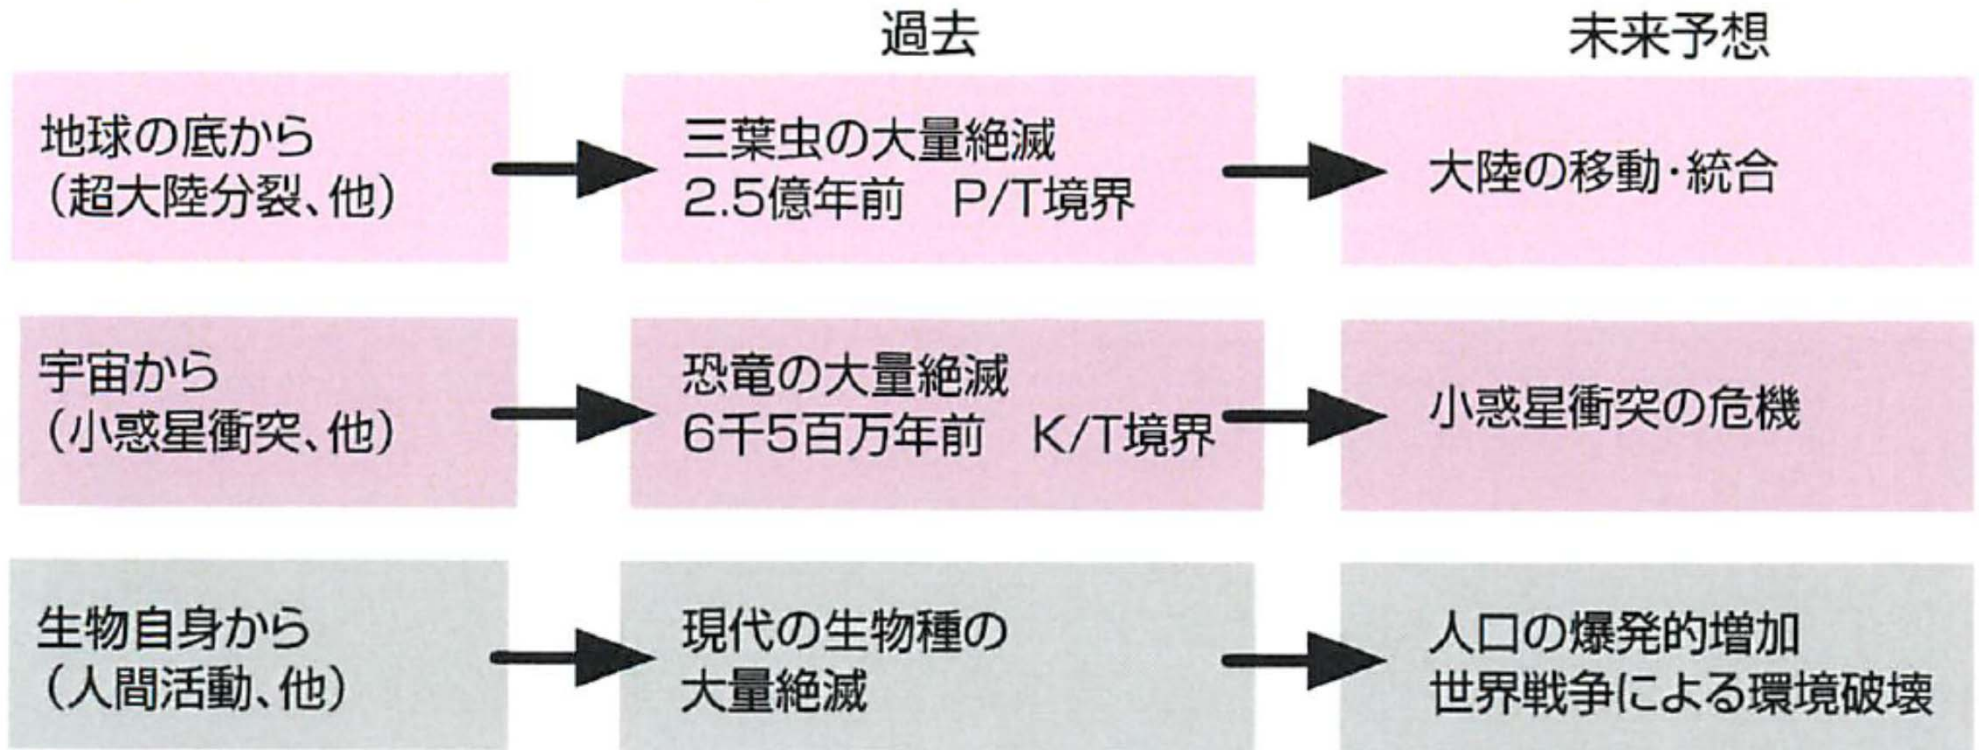 過去
未来予想
地球の底から
（超大陸分裂、他）
三葉虫の大量絶滅
2.5億年前　P/T境界
大陸の移動・統合
宇宙から
（小惑星衝突、他）
恐竜の大量絶滅
6千5百万年前　K/T境界
小惑星衝突の危機
生物自身から
（人間活動、他）
現代の生物種の
大量絶滅
人口の爆発的増加
世界戦争による環境破壊